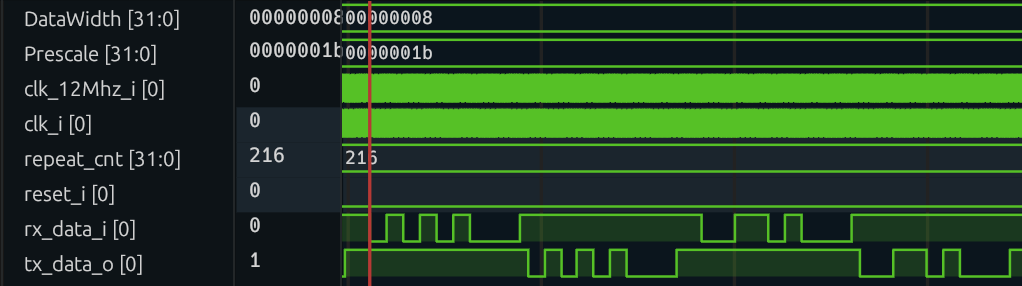 DataWidth [31:0] 00000008 00000008
Prescale [31:0] 0000001b 0000001b
clk_12Mhz_i [0] 0
clk_i [0] 0
repeat_cnt [31:0] 216 216
reset_i [0] 0
rx_data_i [0] 0
tx_data_o [0] 1